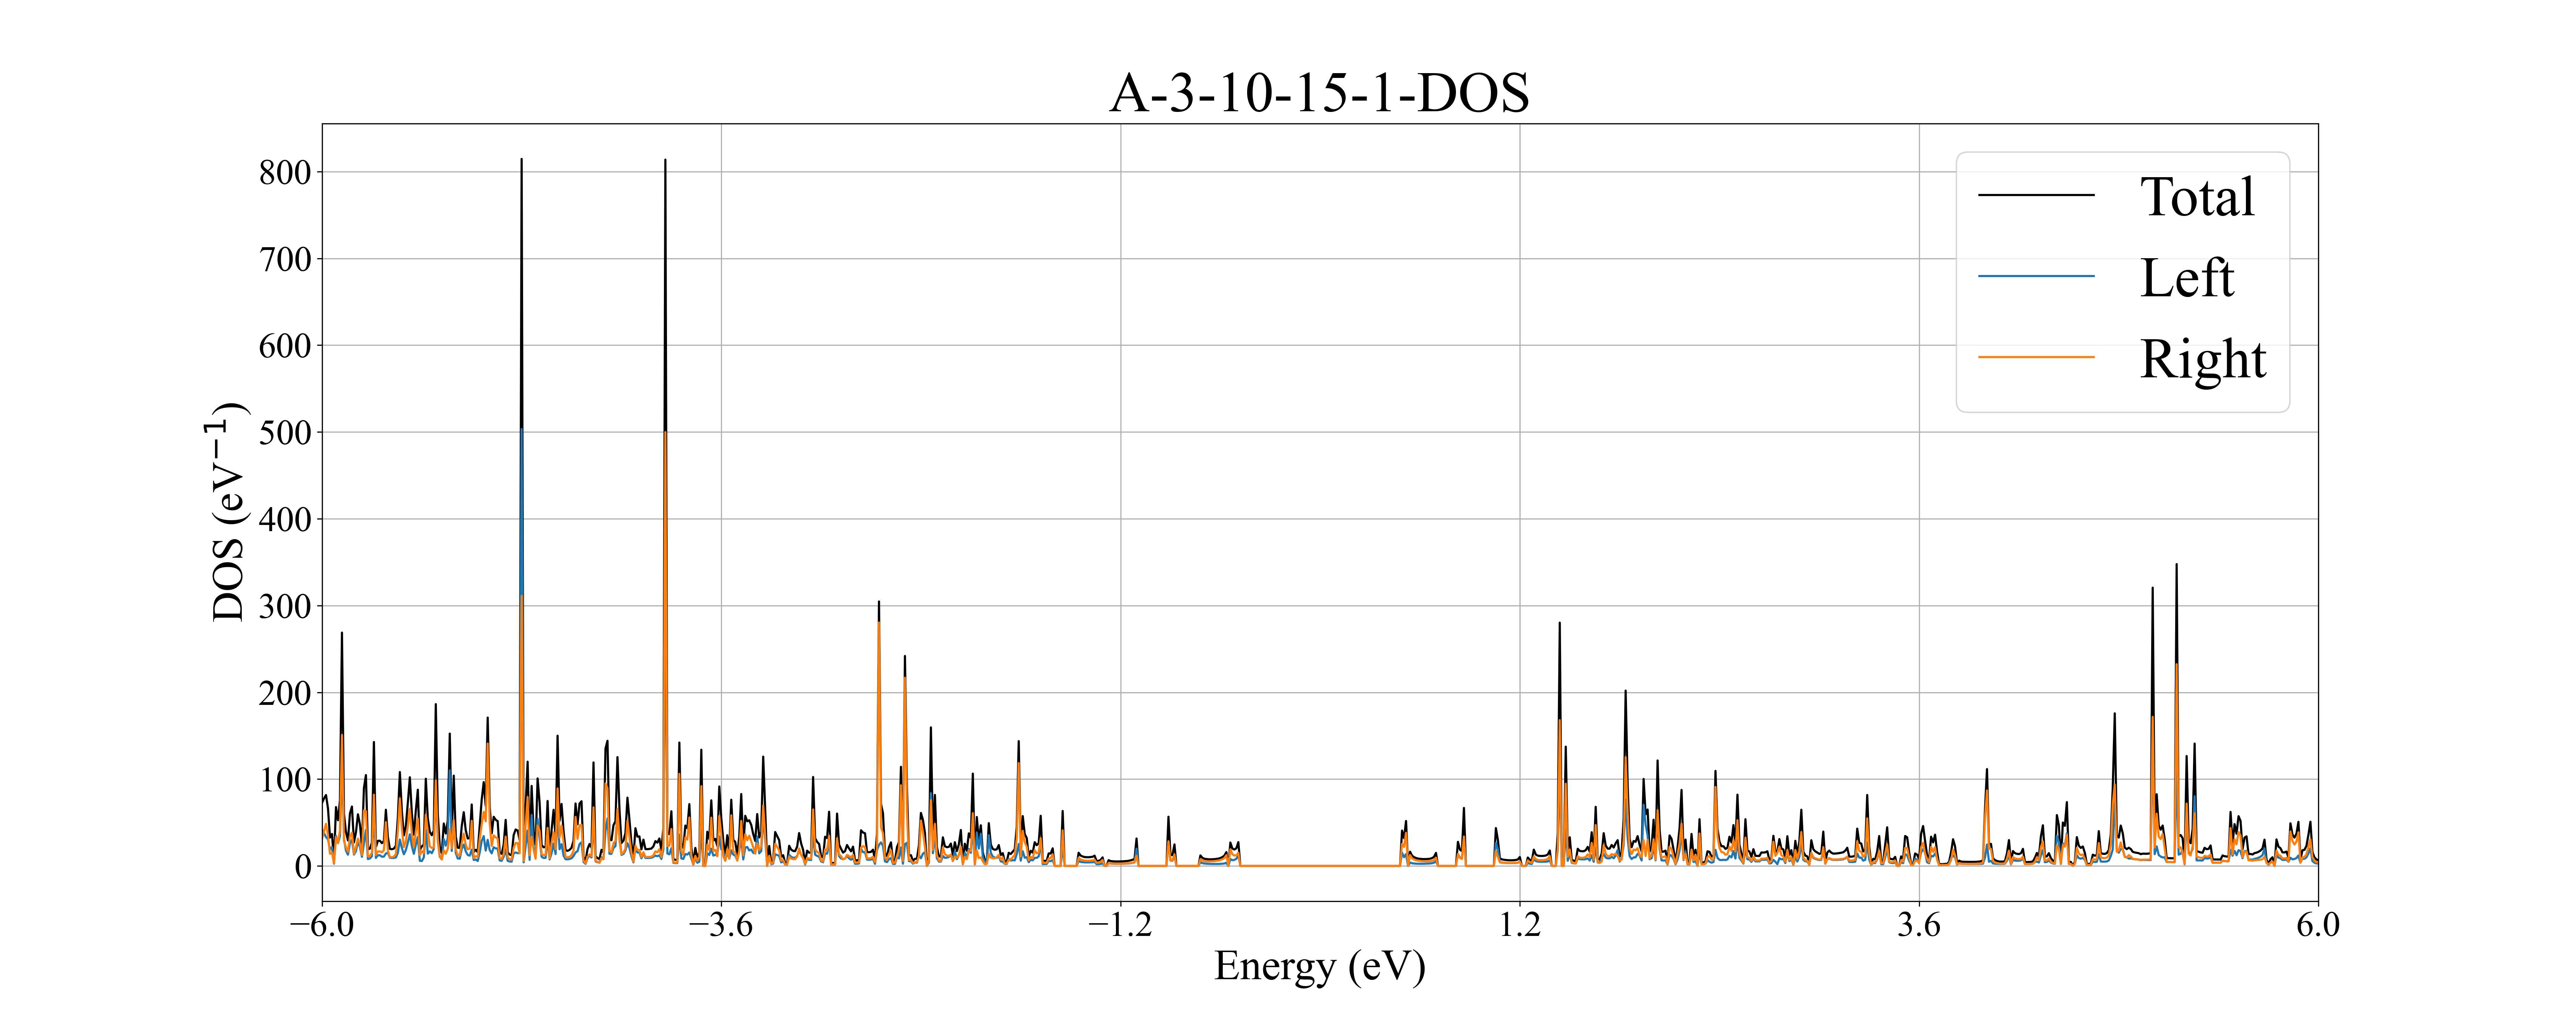 A-3-10-15-1-DOS
Total
Left
Right
DOS (eV⁻¹)
800
700
600
500
400
300
200
100
0
−6.0 −3.6 −1.2 1.2 3.6 6.0
Energy (eV)